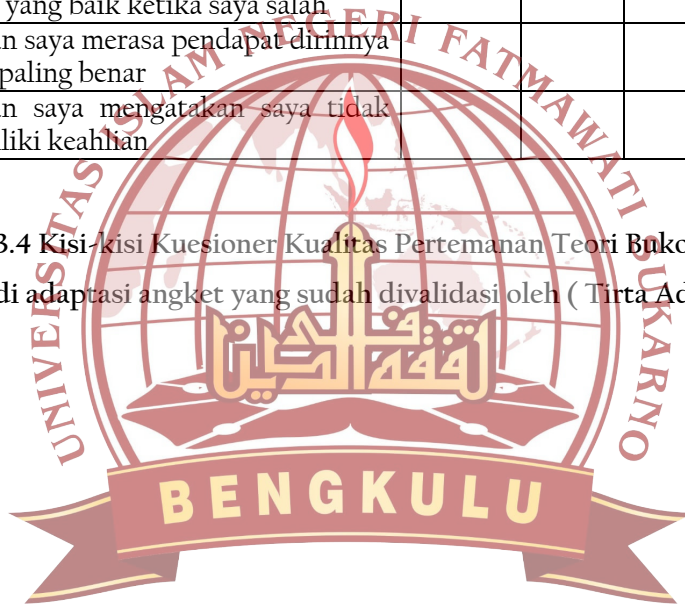 yang baik ketika saya salah
n saya merasa pendapat dirinnya
paling benar
n saya mengatakan saya tidak
liki keahlian
UNIVERSITAS ISLAM NEGERI FATMAWATI SUKARNO
3.4 Kisi-kisi Kuesioner Kualitas Pertemanan Teori Buko
di adaptasi angket yang sudah divalidasi oleh ( Tirta Ad
BENGKULU